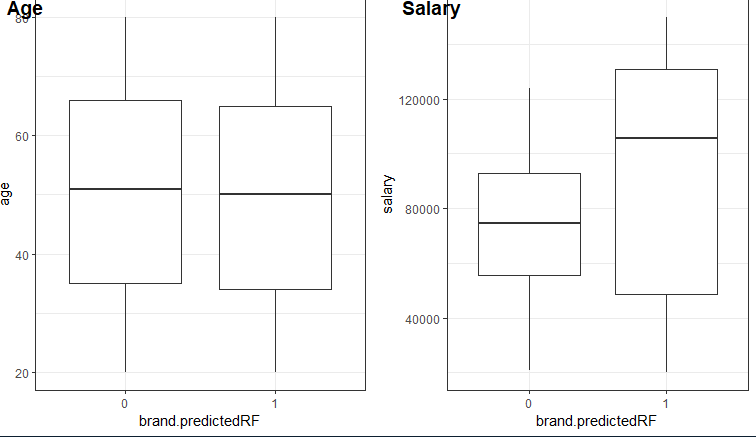 Age
80
60
40
20
age
0
1
brand.predictedRF
Salary
120000
80000
40000
salary
0
1
brand.predictedRF